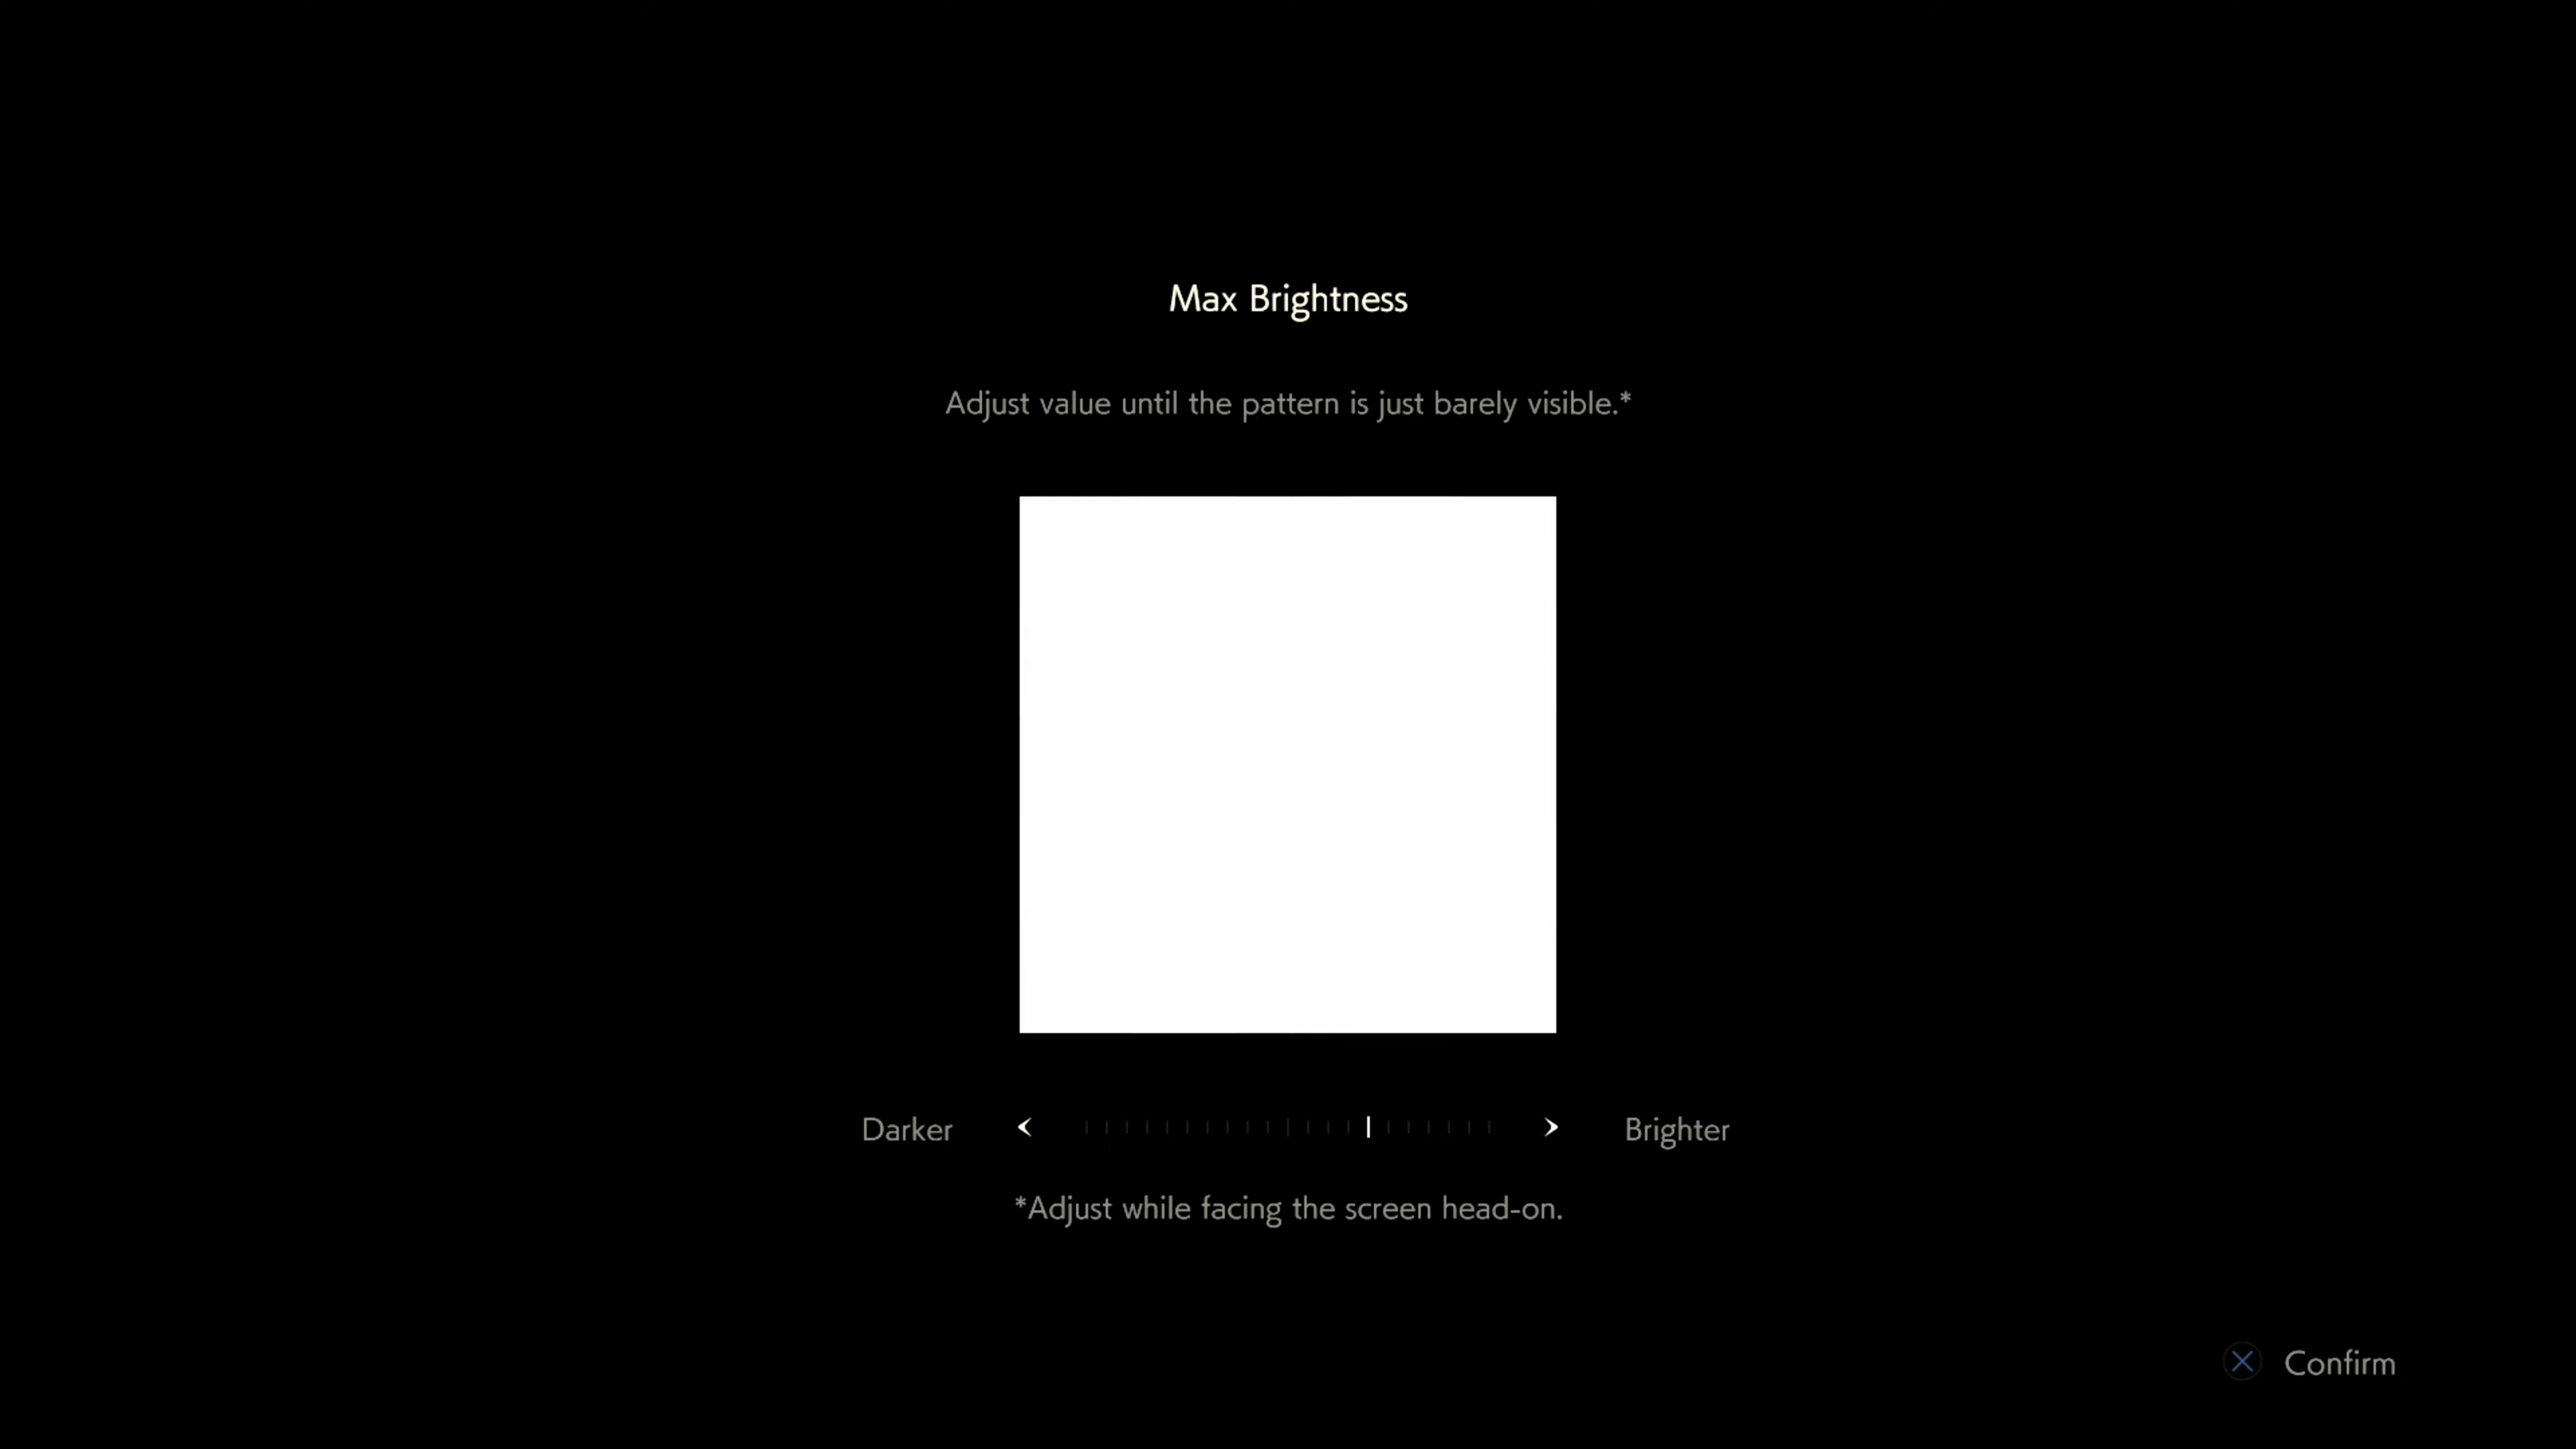 Max Brightness
Adjust value until the pattern is just barely visible.*
Darker Brighter
*Adjust while facing the screen head-on.
Confirm